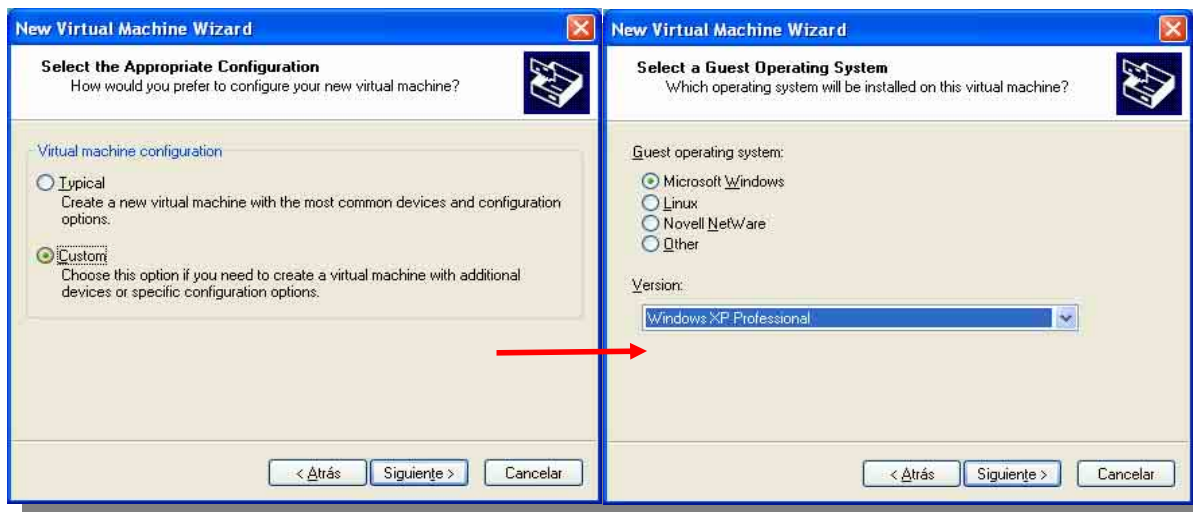 New Virtual Machine Wizard
Select the Appropriate Configuration
How would you prefer to configure your new virtual machine?
Virtual machine configuration
Typical
Create a new virtual machine with the most common devices and configuration
options.
Custom
Choose this option if you need to create a virtual machine with additional
devices or specific configuration options.
< Atrás
Siguiente >
Cancelar
New Virtual Machine Wizard
Select a Guest Operating System
Which operating system will be installed on this virtual machine?
Guest operating system:
Microsoft Windows
Linux
Novell NetWare
Other
Version:
Windows XP Professional
< Atrás
Siguiente >
Cancelar